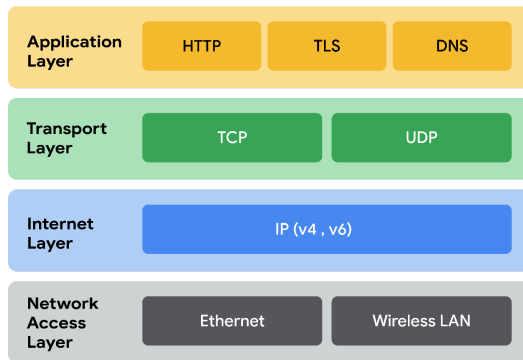 Application
Layer
HTTP
TLS
DNS
Transport
Layer
TCP
UDP
Internet
Layer
IP (v4 , v6)
Network
Access
Layer
Ethernet
Wireless LAN